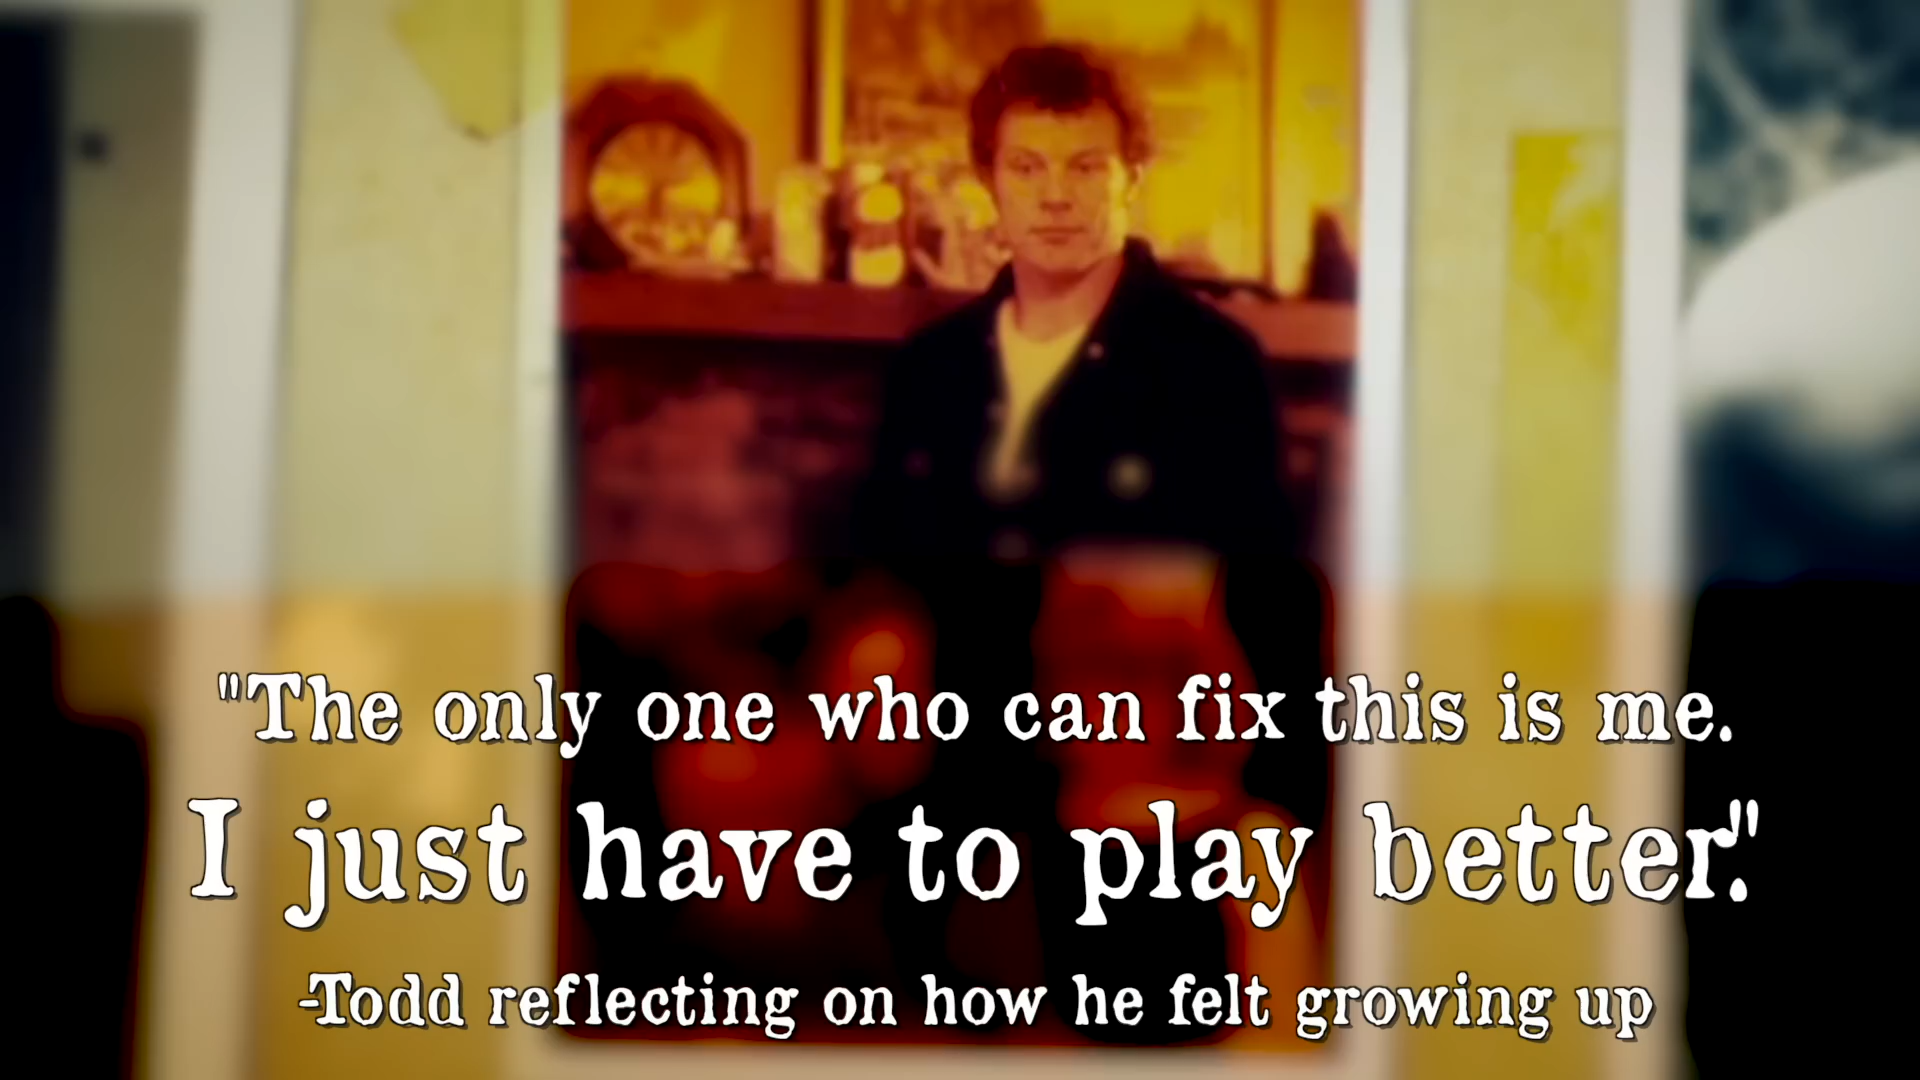 "The only one who can fix this is me.
I just have to play better."
-Todd reflecting on how he felt growing up